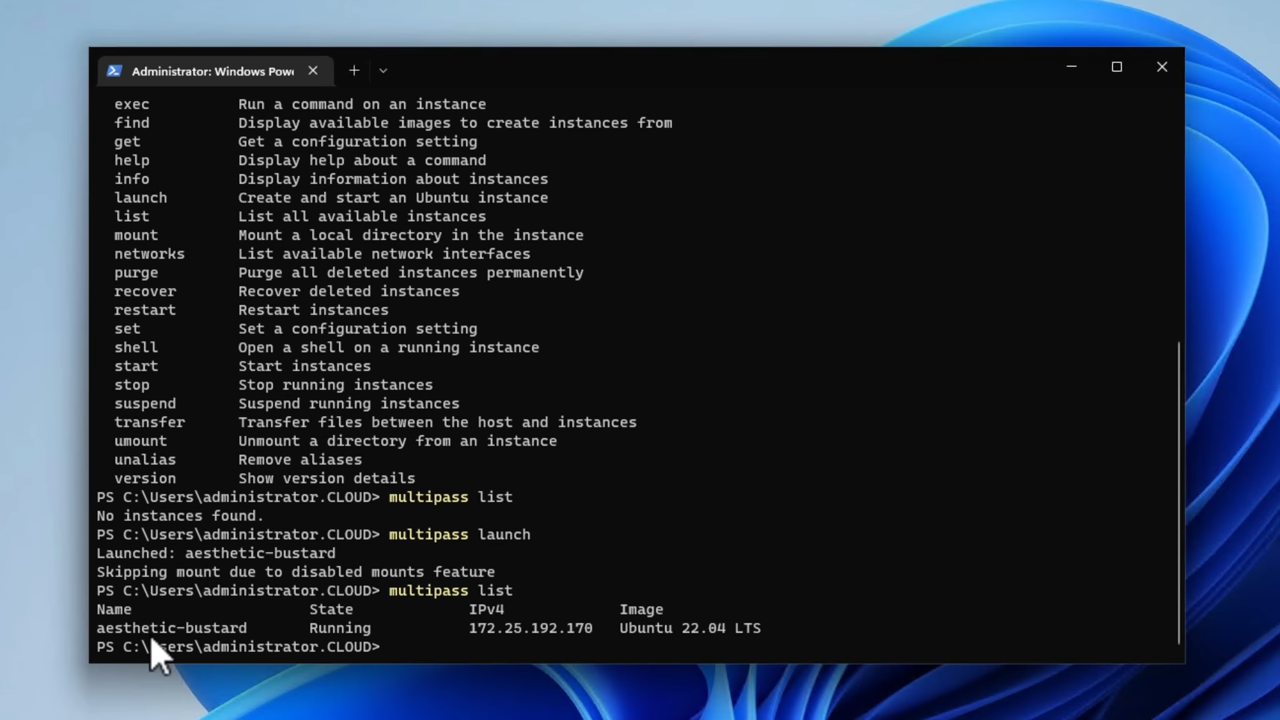 Administrator: Windows Powe
exec Run a command on an instance
find Display available images to create instances from
get Get a configuration setting
help Display help about a command
info Display information about instances
launch Create and start an Ubuntu instance
list List all available instances
mount Mount a local directory in the instance
networks List available network interfaces
purge Purge all deleted instances permanently
recover Recover deleted instances
restart Restart instances
set Set a configuration setting
shell Open a shell on a running instance
start Start instances
stop Stop running instances
suspend Suspend running instances
transfer Transfer files between the host and instances
umount Unmount a directory from an instance
unalias Remove aliases
version Show version details
PS C:\Users\administrator.CLOUD> multipass list
No instances found.
PS C:\Users\administrator.CLOUD> multipass launch
Launched: aesthetic-bustard
Skipping mount due to disabled mounts feature
PS C:\Users\administrator.CLOUD> multipass list
Name State IPv4 Image
aesthetic-bustard Running 172.25.192.170 Ubuntu 22.04 LTS
PS C:\Users\administrator.CLOUD>